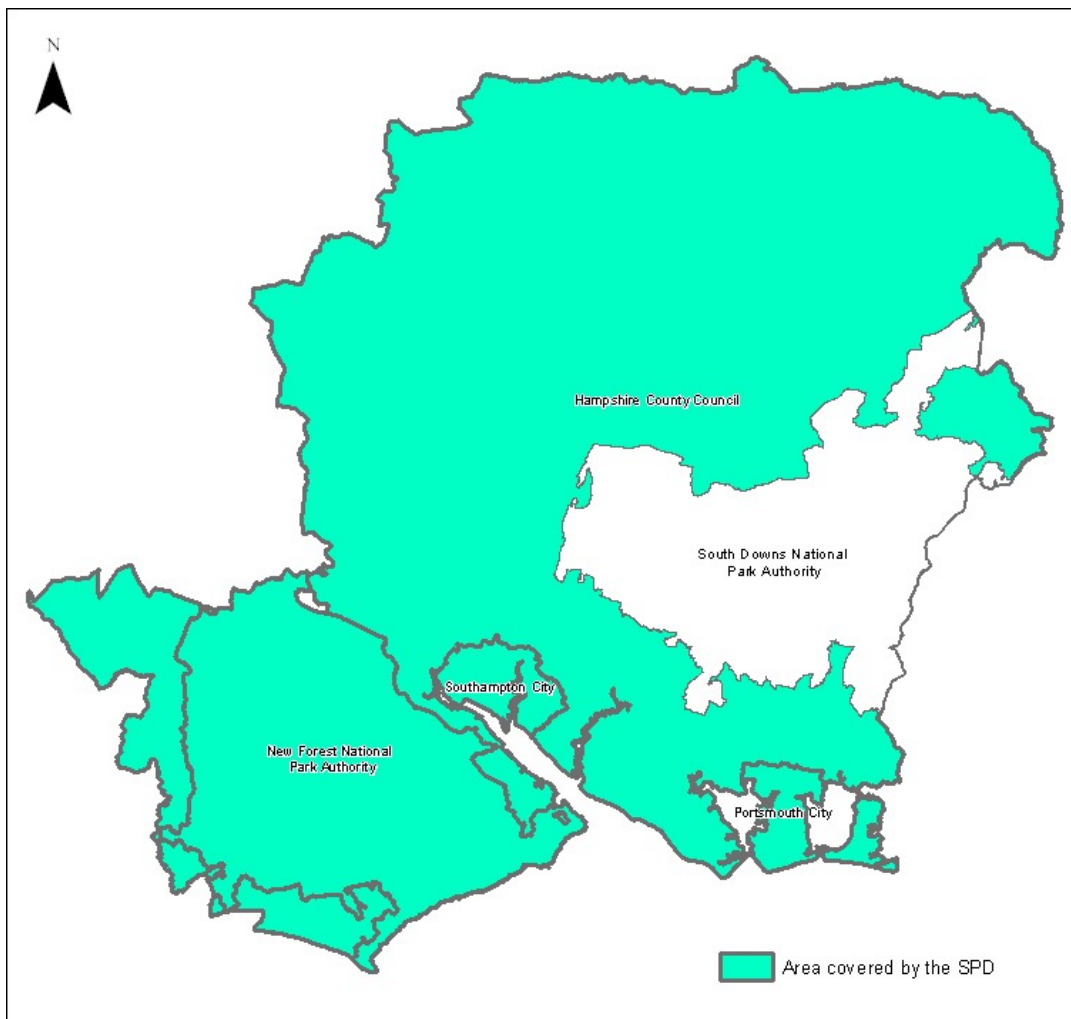 N
Hampshire County Council
South Downs National
Park Authority
Southampton City
New Forest National
Park Authority
Portsmouth City
Area covered by the SPD